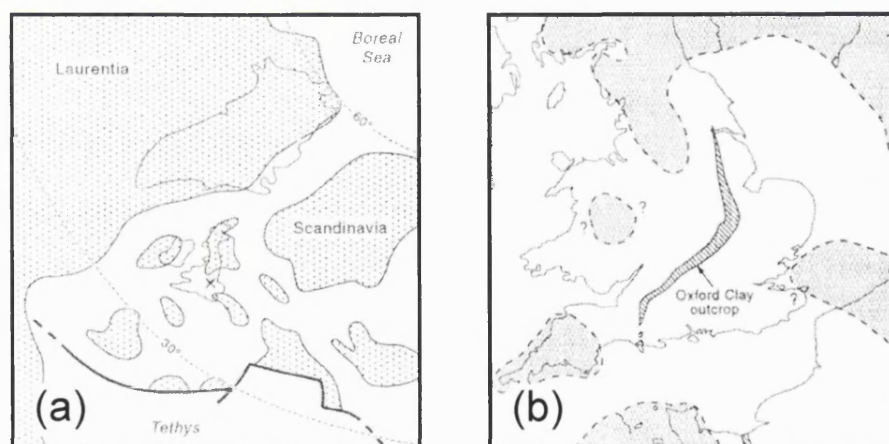 Boreal
Sea
Laurentia
60°
Scandinavia
30°
(a)
Tethys
?
?
Oxford Clay
outcrop
?
(b)